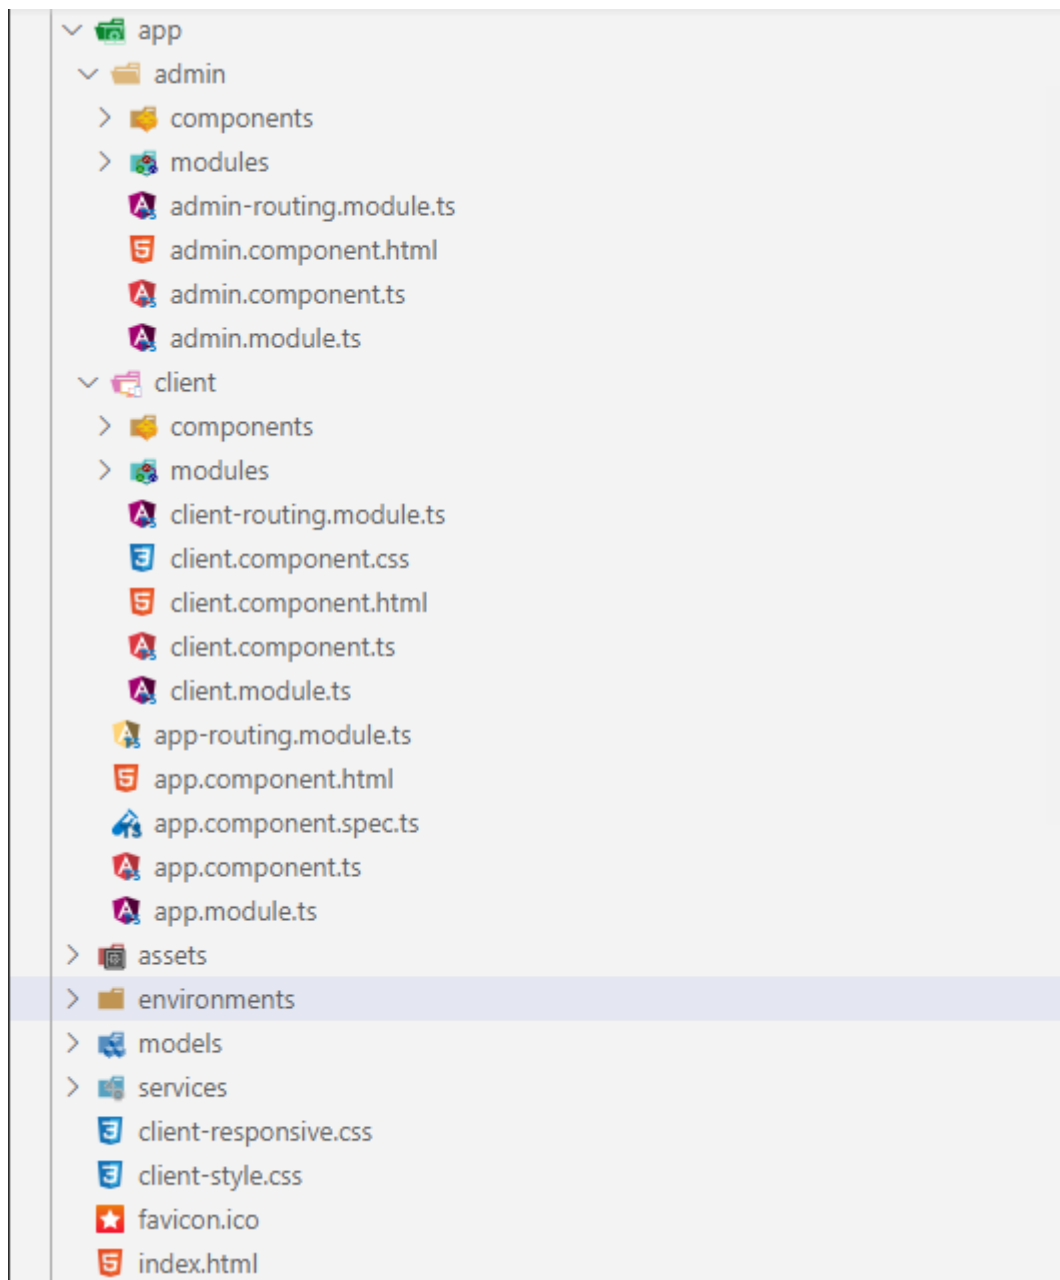 app
admin
components
modules
admin-routing.module.ts
admin.component.html
admin.component.ts
admin.module.ts
client
components
modules
client-routing.module.ts
client.component.css
client.component.html
client.component.ts
client.module.ts
app-routing.module.ts
app.component.html
app.component.spec.ts
app.component.ts
app.module.ts
assets
environments
models
services
client-responsive.css
client-style.css
favicon.ico
index.html